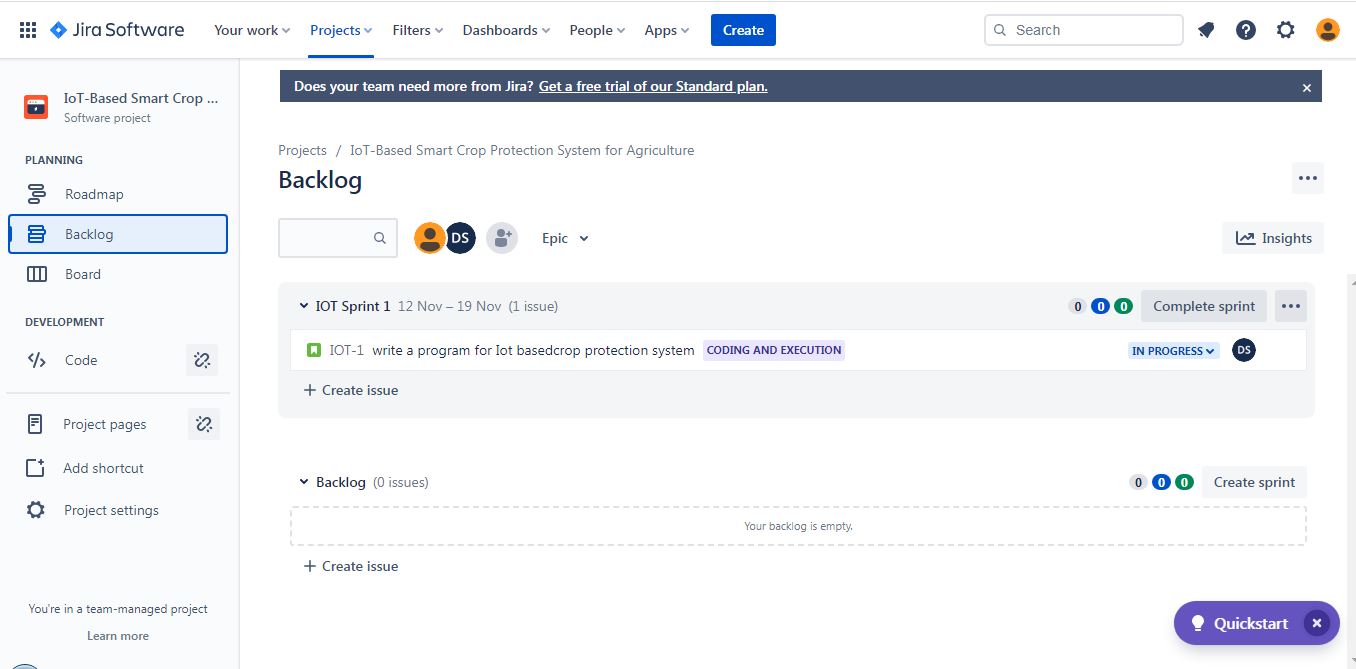 Jira Software Your work Projects Filters Dashboards People Apps Create Search
IoT-Based Smart Crop ...
Software project
PLANNING
Roadmap
Backlog
Board
DEVELOPMENT
Code
Project pages
Add shortcut
Project settings
You're in a team-managed project
Learn more
Does your team need more from Jira? Get a free trial of our Standard plan.
Projects / IoT-Based Smart Crop Protection System for Agriculture
Backlog
DS Epic Insights
IOT Sprint 1 12 Nov – 19 Nov (1 issue) 0 0 0 Complete sprint
IOT-1 write a program for Iot basedcrop protection system CODING AND EXECUTION IN PROGRESS DS
Create issue
Backlog (0 issues) 0 0 0 Create sprint
Your backlog is empty.
Create issue
Quickstart